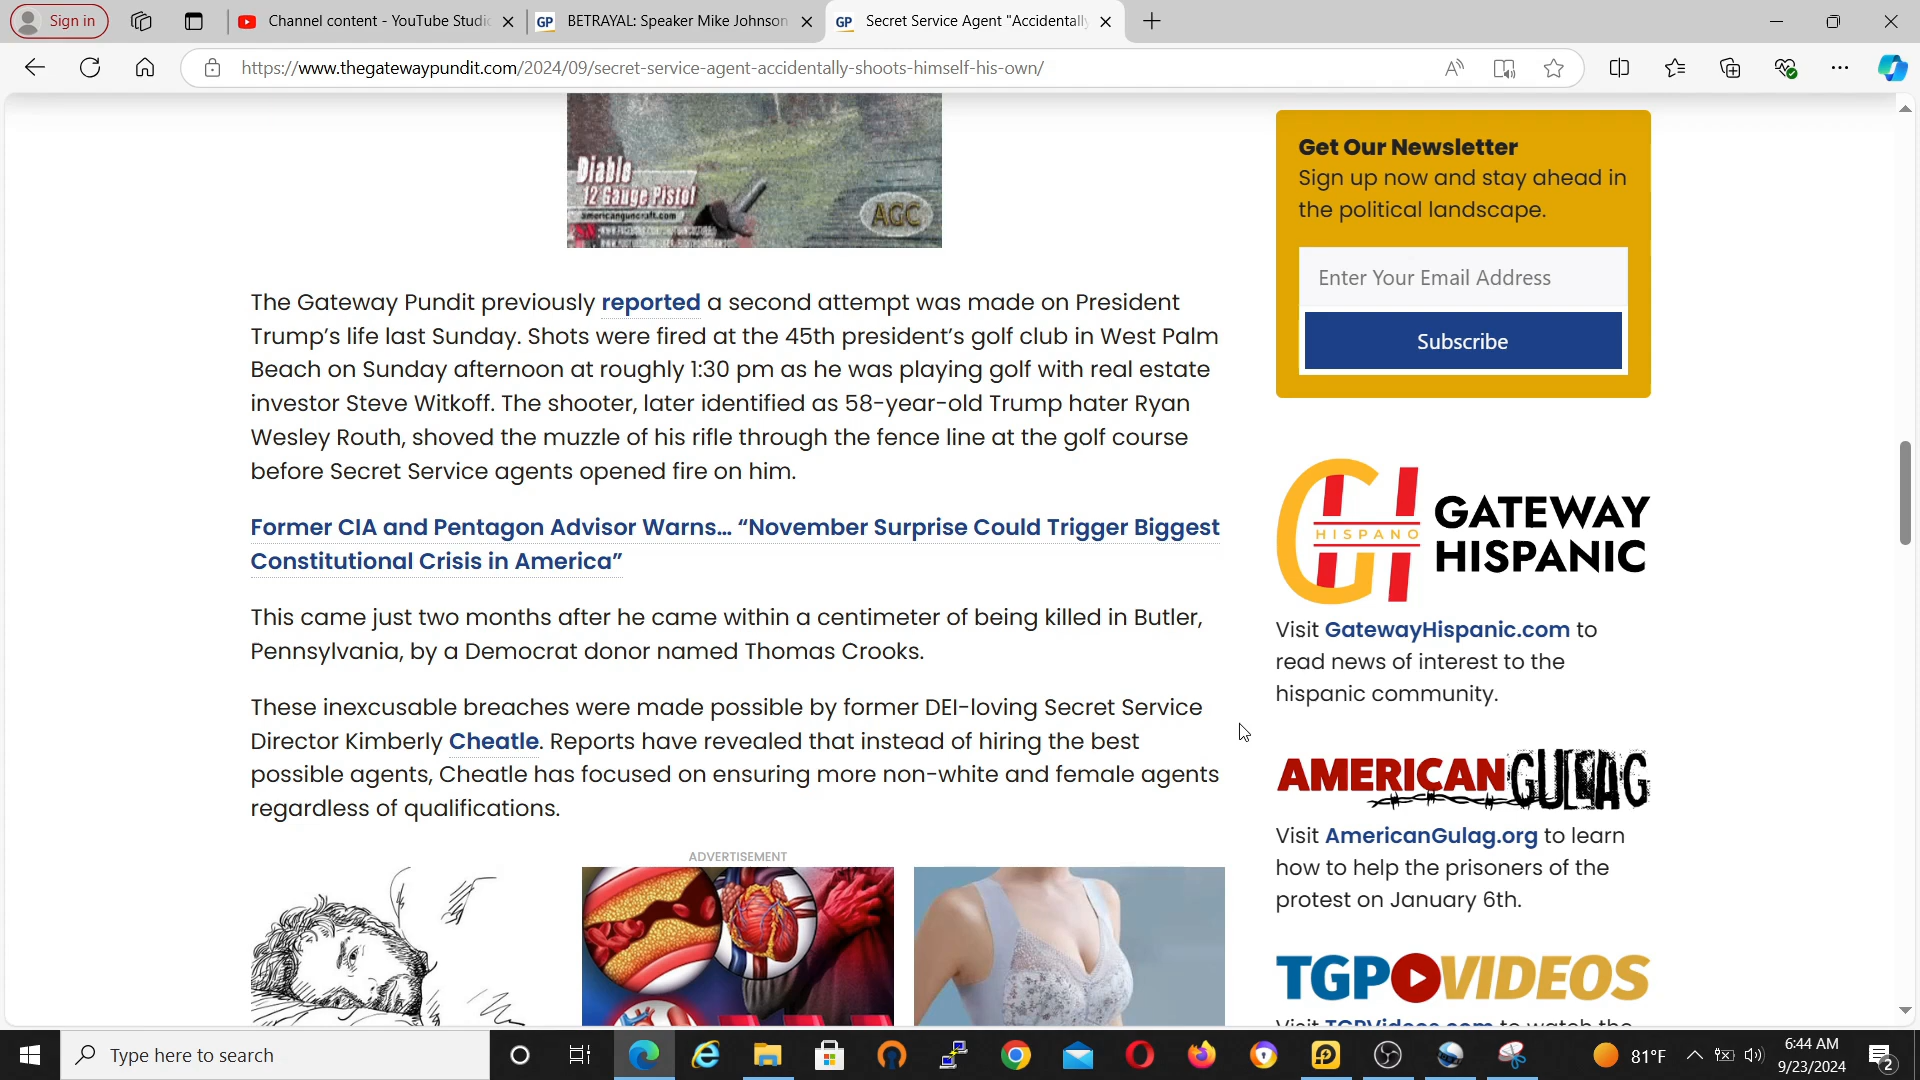 Sign in
Channel content - YouTube Studio
GP
BETRAYAL: Speaker Mike Johnson
GP
Secret Service Agent "Accidentally
https://www.thegatewaypundit.com/2024/09/secret-service-agent-accidentally-shoots-himself-his-own/
Diablo
12 Gauge Pistol
americanguncraft.com
AGC
The Gateway Pundit previously reported a second attempt was made on President
Trump’s life last Sunday. Shots were fired at the 45th president’s golf club in West Palm
Beach on Sunday afternoon at roughly 1:30 pm as he was playing golf with real estate
investor Steve Witkoff. The shooter, later identified as 58-year-old Trump hater Ryan
Wesley Routh, shoved the muzzle of his rifle through the fence line at the golf course
before Secret Service agents opened fire on him.
Former CIA and Pentagon Advisor Warns… “November Surprise Could Trigger Biggest
Constitutional Crisis in America”
This came just two months after he came within a centimeter of being killed in Butler,
Pennsylvania, by a Democrat donor named Thomas Crooks.
These inexcusable breaches were made possible by former DEI-loving Secret Service
Director Kimberly Cheatle. Reports have revealed that instead of hiring the best
possible agents, Cheatle has focused on ensuring more non-white and female agents
regardless of qualifications.
ADVERTISEMENT
Get Our Newsletter
Sign up now and stay ahead in
the political landscape.
Enter Your Email Address
Subscribe
HISPANO
GATEWAY
HISPANIC
Visit GatewayHispanic.com to
read news of interest to the
hispanic community.
AMERICAN GULAG
Visit AmericanGulag.org to learn
how to help the prisoners of the
protest on January 6th.
TGP VIDEOS
Visit TGPVideos.com to watch the
Type here to search
81°F
6:44 AM
9/23/2024
2